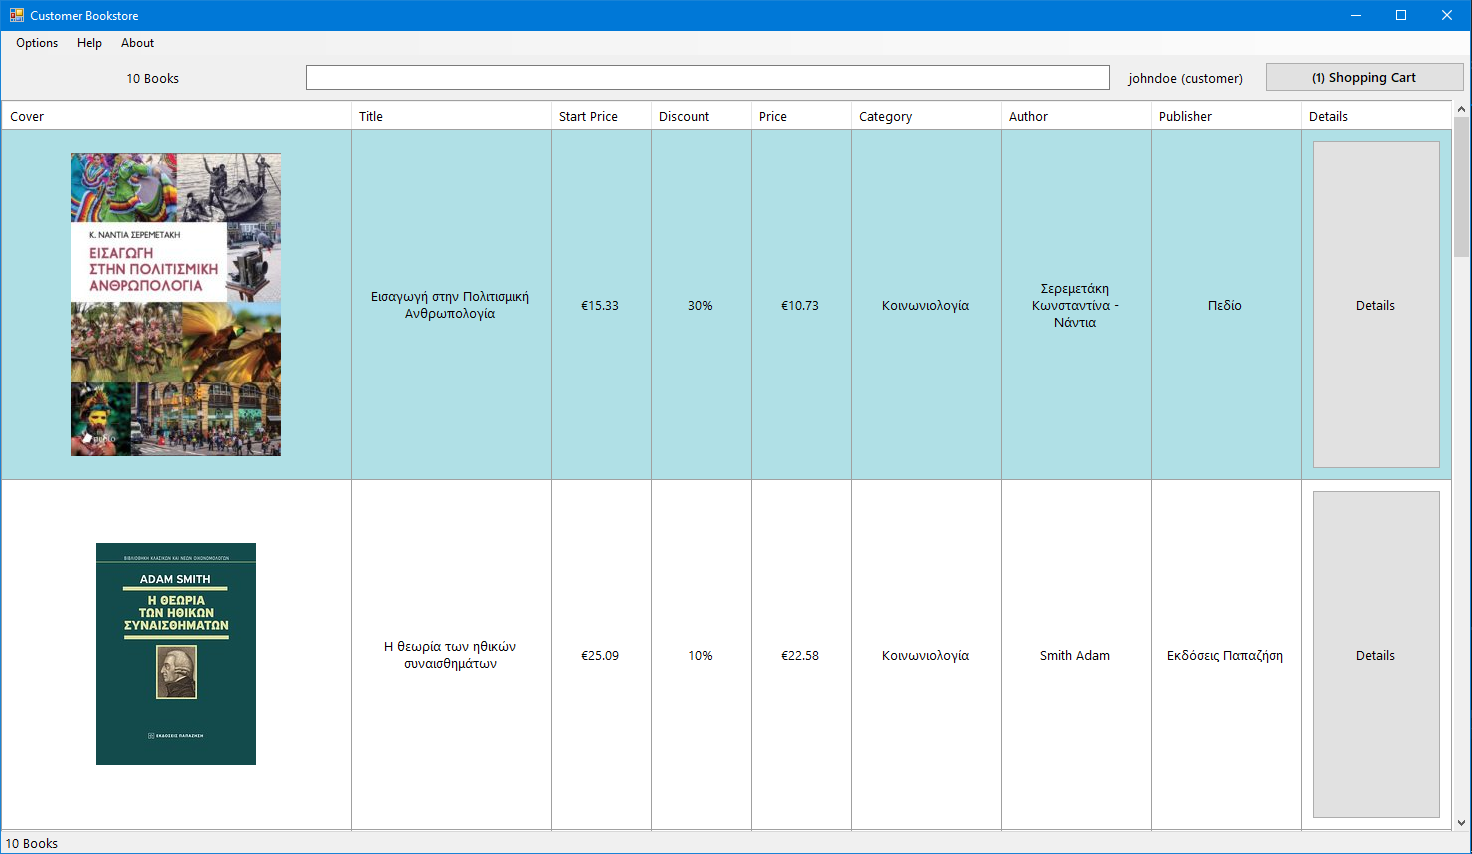 Customer Bookstore
Options Help About
10 Books
johndoe (customer)
(1) Shopping Cart
Cover Title Start Price Discount Price Category Author Publisher Details
Κ. ΝΑΝΤΙΑ ΣΕΡΕΜΕΤΑΚΗ
ΕΙΣΑΓΩΓΗ
ΣΤΗΝ ΠΟΛΙΤΙΣΜΙΚΗ
ΑΝΘΡΩΠΟΛΟΓΙΑ
Εισαγωγή στην Πολιτισμική
Ανθρωπολογία
€15.33
30%
€10.73
Κοινωνιολογία
Σερεμετάκη
Κωνσταντίνα -
Νάντια
Πεδίο
Details
ΒΙΒΛΙΟΘΗΚΗ ΚΛΑΣΙΚΩΝ ΚΑΙ ΝΕΩΝ ΟΙΚΟΝΟΜΟΛΟΓΩΝ
ADAM SMITH
Η ΘΕΩΡΙΑ
ΤΩΝ ΗΘΙΚΩΝ
ΣΥΝΑΙΣΘΗΜΑΤΩΝ
ΕΚΔΟΣΕΙΣ ΠΑΠΑΖΗΣΗ
Η θεωρία των ηθικών
συναισθημάτων
€25.09
10%
€22.58
Κοινωνιολογία
Smith Adam
Εκδόσεις Παπαζήση
Details
10 Books